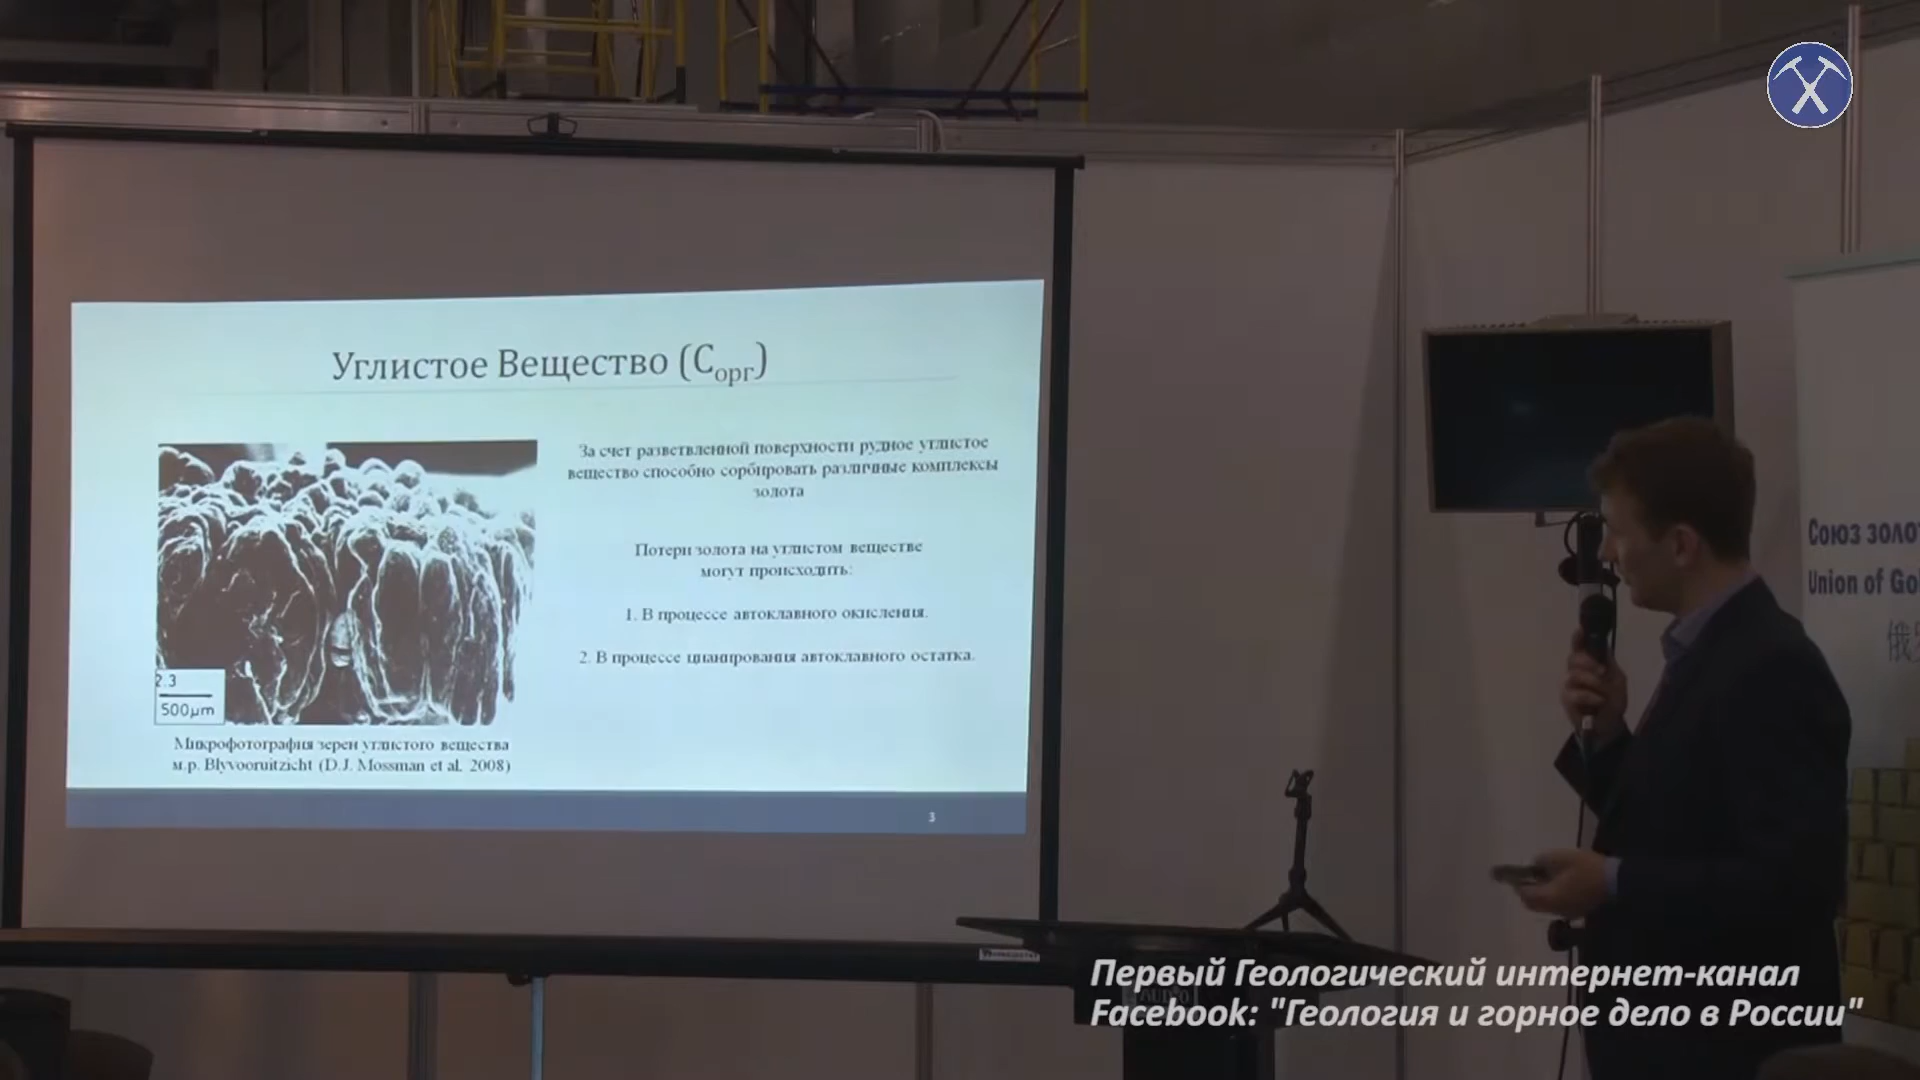 Углистое Вещество (Cорг)
За счет разветвленной поверхности рудное углистое
вещество способно сорбировать различные комплексы
золота
Потери золота на углистом веществе
могут происходить:
1. В процессе автоклавного окисления.
2. В процессе цианирования автоклавного остатка.
2.3
500µm
Микрофотография зерен углистого вещества
м.р. Blyvooruitzicht (D.J. Mossman et al. 2008)
3
Союз золо
Union of Gol
俄
Первый Геологический интернет-канал
Facebook: "Геология и горное дело в России"